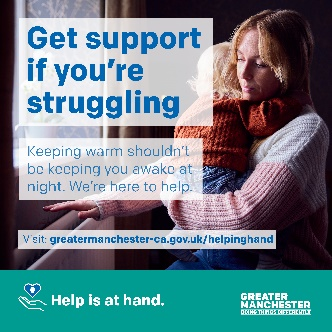 Get support
if you're
struggling
Keeping warm shouldn't
be keeping you awake at
night. We're here to help.
Visit: greatermanchester-ca.gov.uk/helpinghand
Help is at hand.
GREATER
MANCHESTER
DOING THINGS DIFFERENTLY